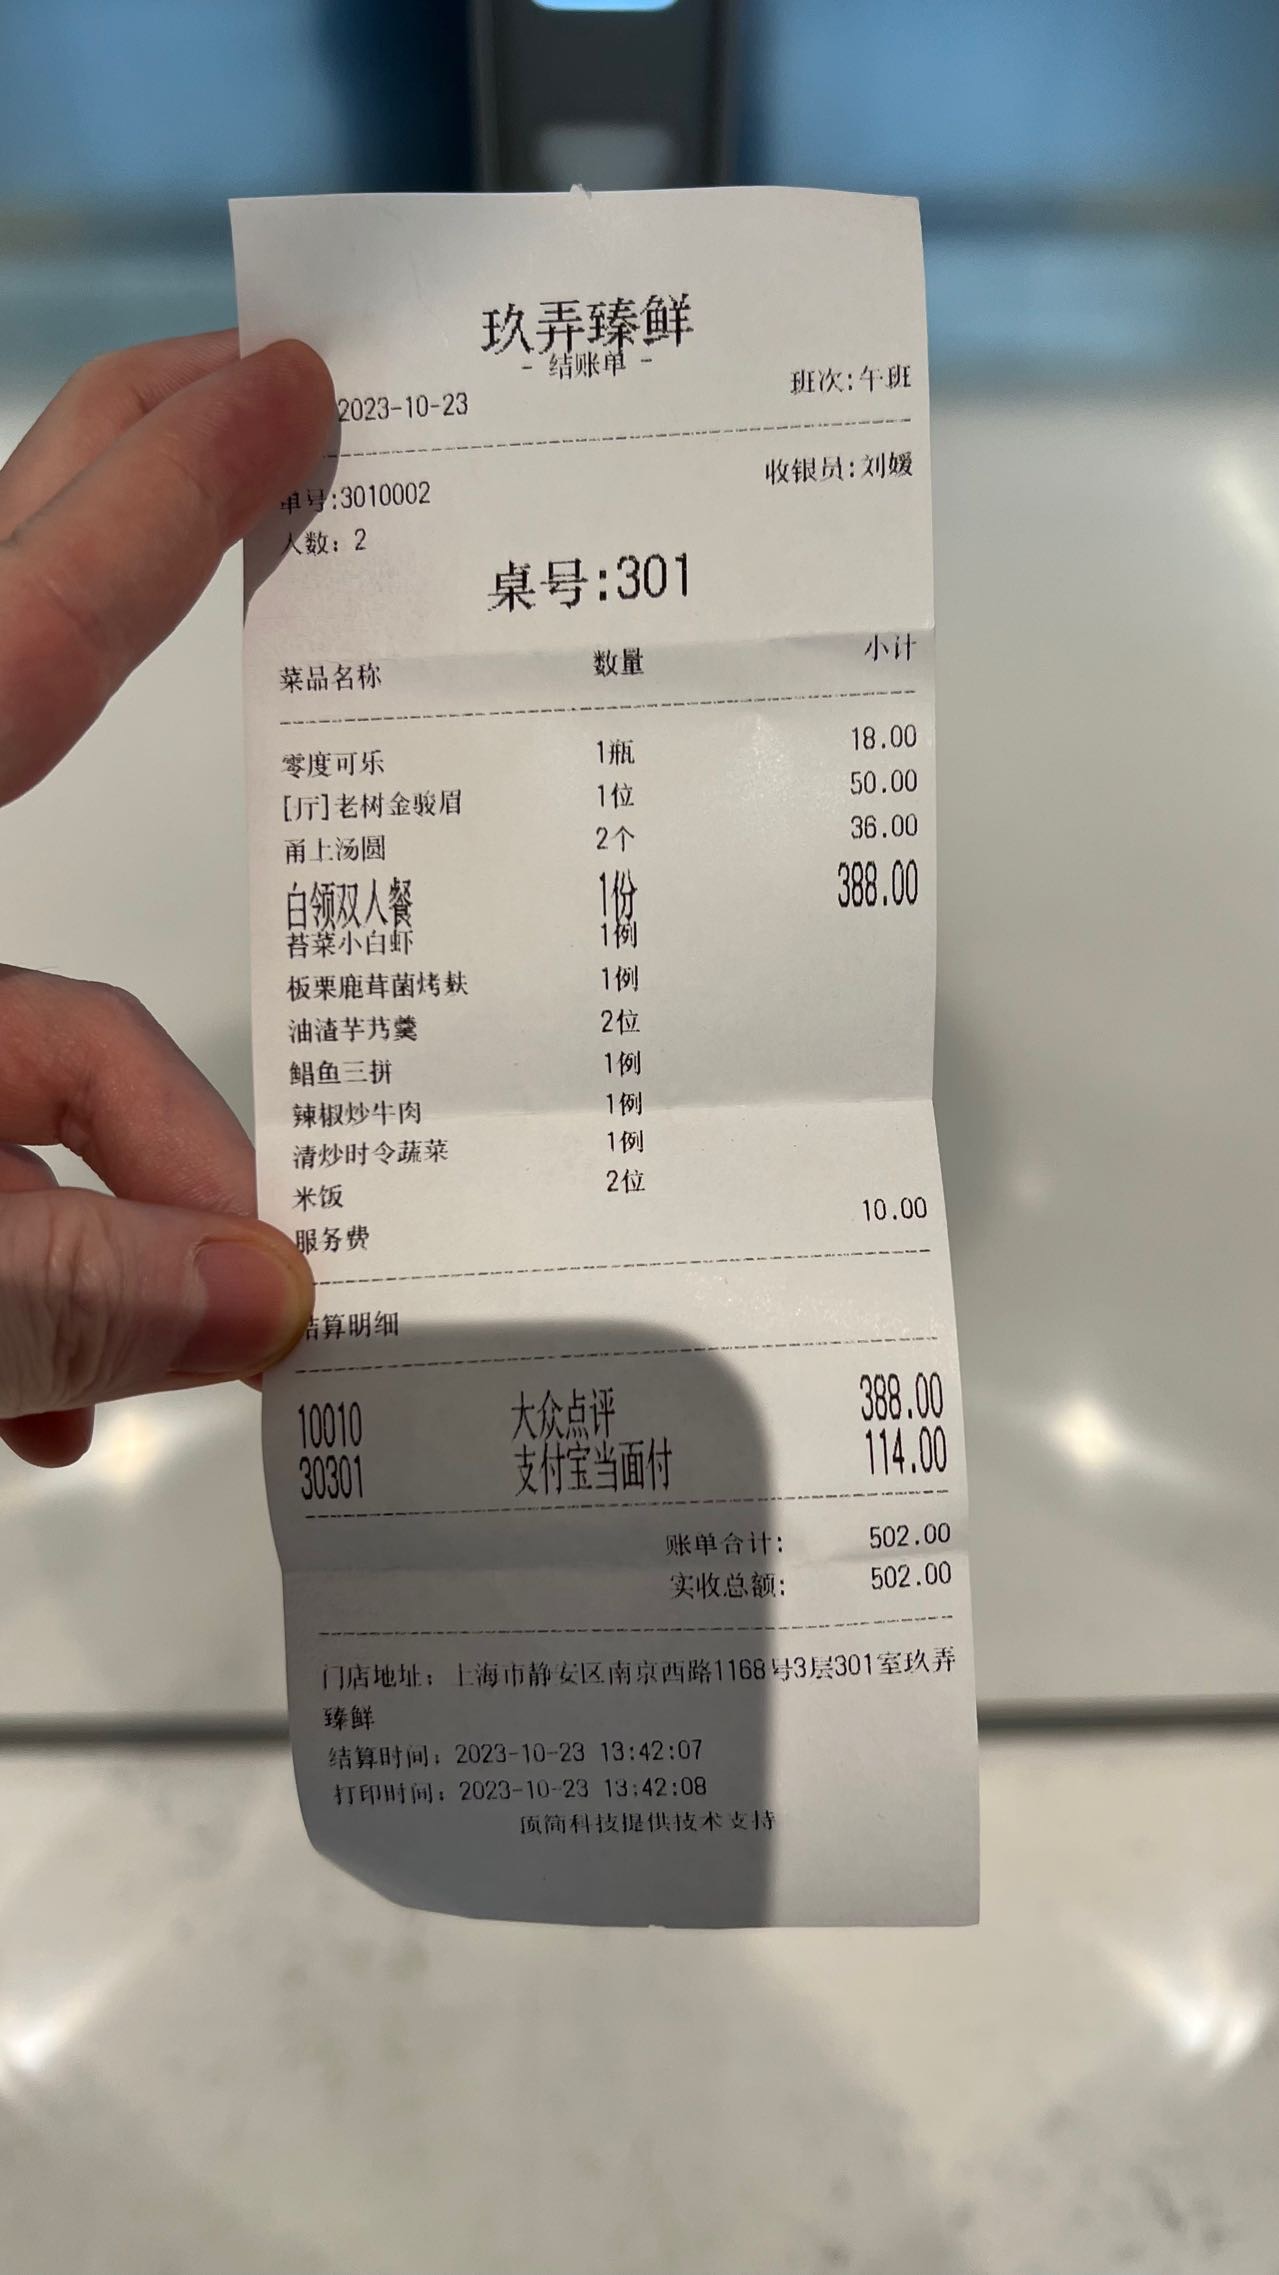 玖弄臻鲜
- 结账单 -
2023-10-23 班次:午班
单号:3010002 收银员:刘嫒
人数: 2
桌号:301
菜品名称 数量 小计
零度可乐 1瓶 18.00
[厅]老树金骏眉 1位 50.00
甬上汤圆 2个 36.00
白领双人餐 1份 388.00
苔菜小白虾 1例
板栗鹿茸菌烤麸 1例
油渣芋艿羹 2位
鲳鱼三拼 1例
辣椒炒牛肉 1例
清炒时令蔬菜 1例
米饭 2位
服务费 10.00
结算明细
10010 大众点评 388.00
30301 支付宝当面付 114.00
账单合计: 502.00
实收总额: 502.00
门店地址: 上海市静安区南京西路1168号3层301室玖弄
臻鲜
结算时间: 2023-10-23 13:42:07
打印时间: 2023-10-23 13:42:08
顶简科技提供技术支持